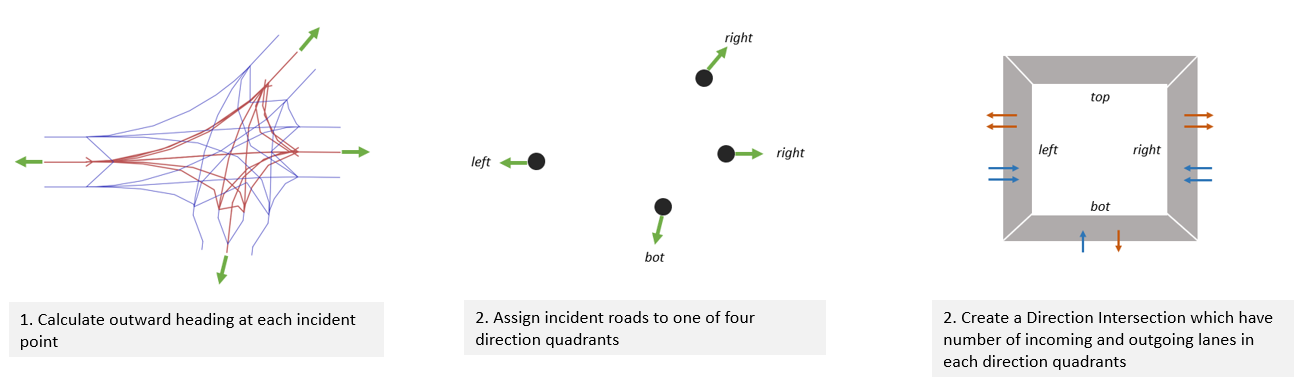 right
left
right
bot
top
left
right
bot
1. Calculate outward heading at each incident
point
2. Assign incident roads to one of four
direction quadrants
2. Create a Direction Intersection which have
number of incoming and outgoing lanes in
each direction quadrants